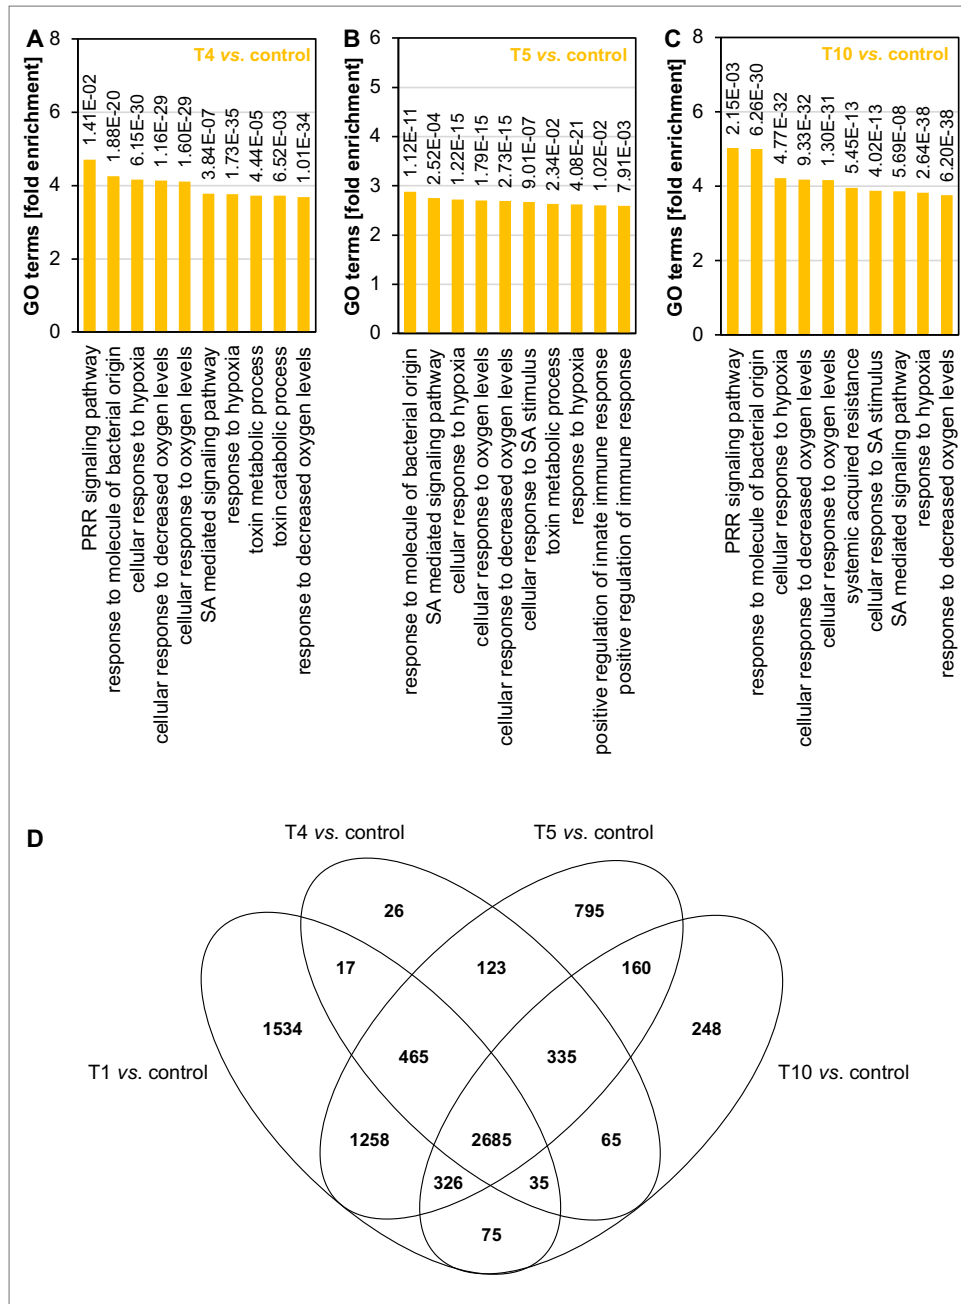 A
T4 vs. control
GO terms [fold enrichment]
8
6
4
2
0
1.41E-02
1.88E-20
6.15E-30
1.16E-29
1.60E-29
3.84E-07
1.73E-35
4.44E-05
6.52E-03
1.01E-34
PRR signaling pathway
response to molecule of bacterial origin
cellular response to hypoxia
cellular response to decreased oxygen levels
cellular response to oxygen levels
SA mediated signaling pathway
response to hypoxia
toxin metabolic process
toxin catabolic process
response to decreased oxygen levels
B
T5 vs. control
GO terms [fold enrichment]
6
5
4
3
2
1
0
1.12E-11
2.52E-04
1.22E-15
1.79E-15
2.73E-15
9.01E-07
2.34E-02
4.08E-21
1.02E-02
7.91E-03
response to molecule of bacterial origin
SA mediated signaling pathway
cellular response to hypoxia
cellular response to oxygen levels
cellular response to decreased oxygen levels
cellular response to SA stimulus
toxin metabolic process
response to hypoxia
positive regulation of innate immune response
positive regulation of immune response
C
T10 vs. control
GO terms [fold enrichment]
8
6
4
2
0
2.15E-03
6.26E-30
4.77E-32
9.33E-32
1.30E-31
5.45E-13
4.02E-13
5.69E-08
2.64E-38
6.20E-38
PRR signaling pathway
response to molecule of bacterial origin
cellular response to hypoxia
cellular response to decreased oxygen levels
cellular response to oxygen levels
systemic acquired resistance
cellular response to SA stimulus
SA mediated signaling pathway
response to hypoxia
response to decreased oxygen levels
D
T4 vs. control
T5 vs. control
26
795
17
123
160
1534
248
465
335
T1 vs. control
T10 vs. control
1258
2685
65
326
35
75